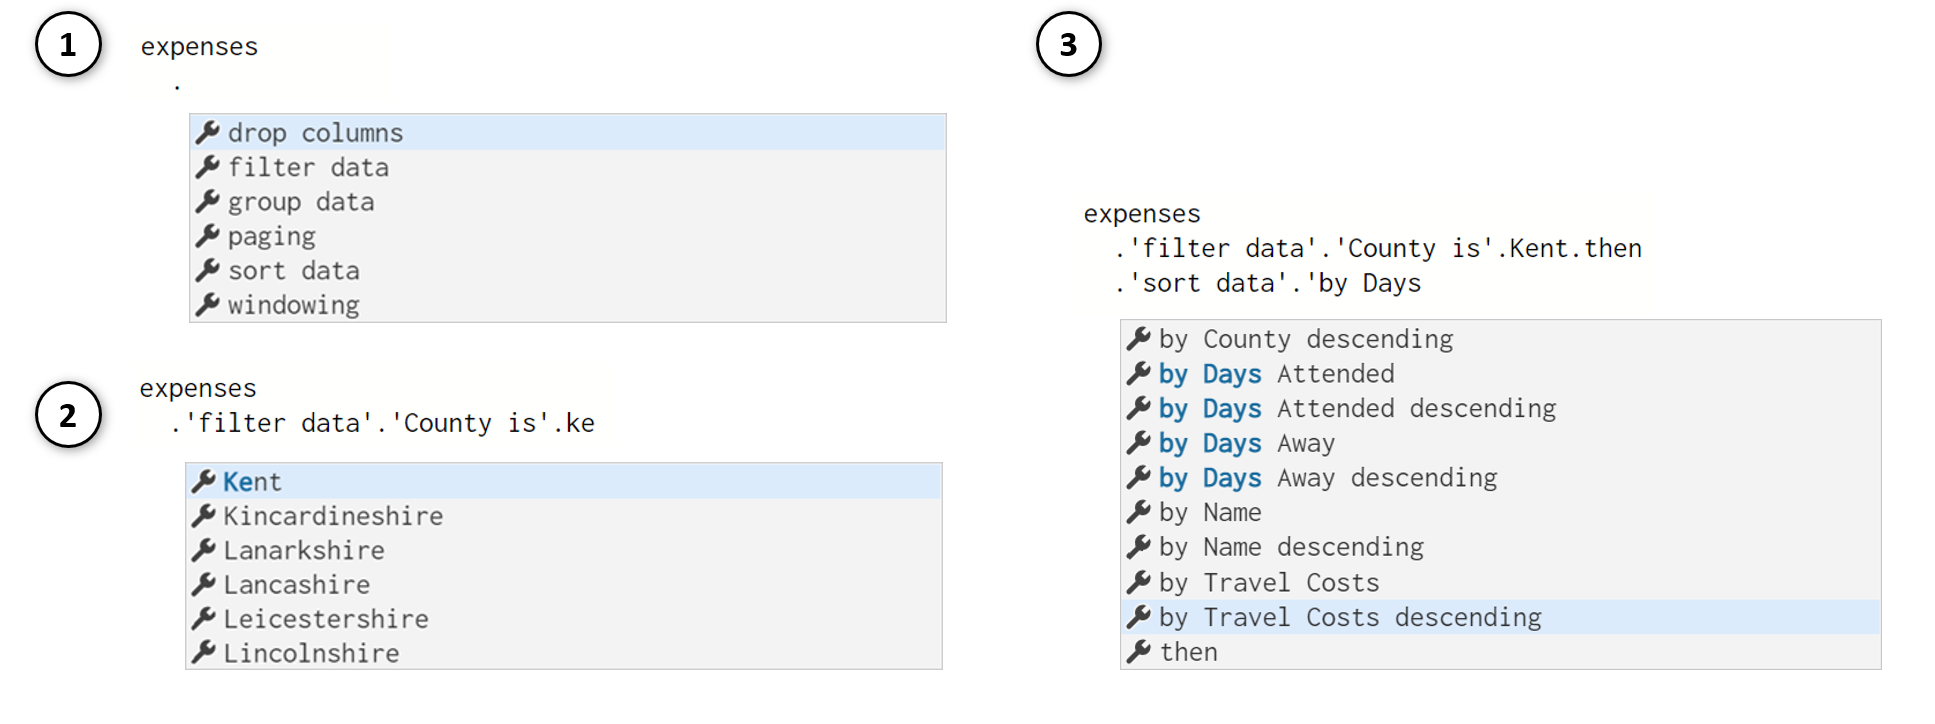 1
expenses
.
drop columns
filter data
group data
paging
sort data
windowing
2
expenses
.'filter data'.'County is'.ke
Kent
Kincardineshire
Lanarkshire
Lancashire
Leicestershire
Lincolnshire
3
expenses
.'filter data'.'County is'.Kent.then
.'sort data'.'by Days
by County descending
by Days Attended
by Days Attended descending
by Days Away
by Days Away descending
by Name
by Name descending
by Travel Costs
by Travel Costs descending
then